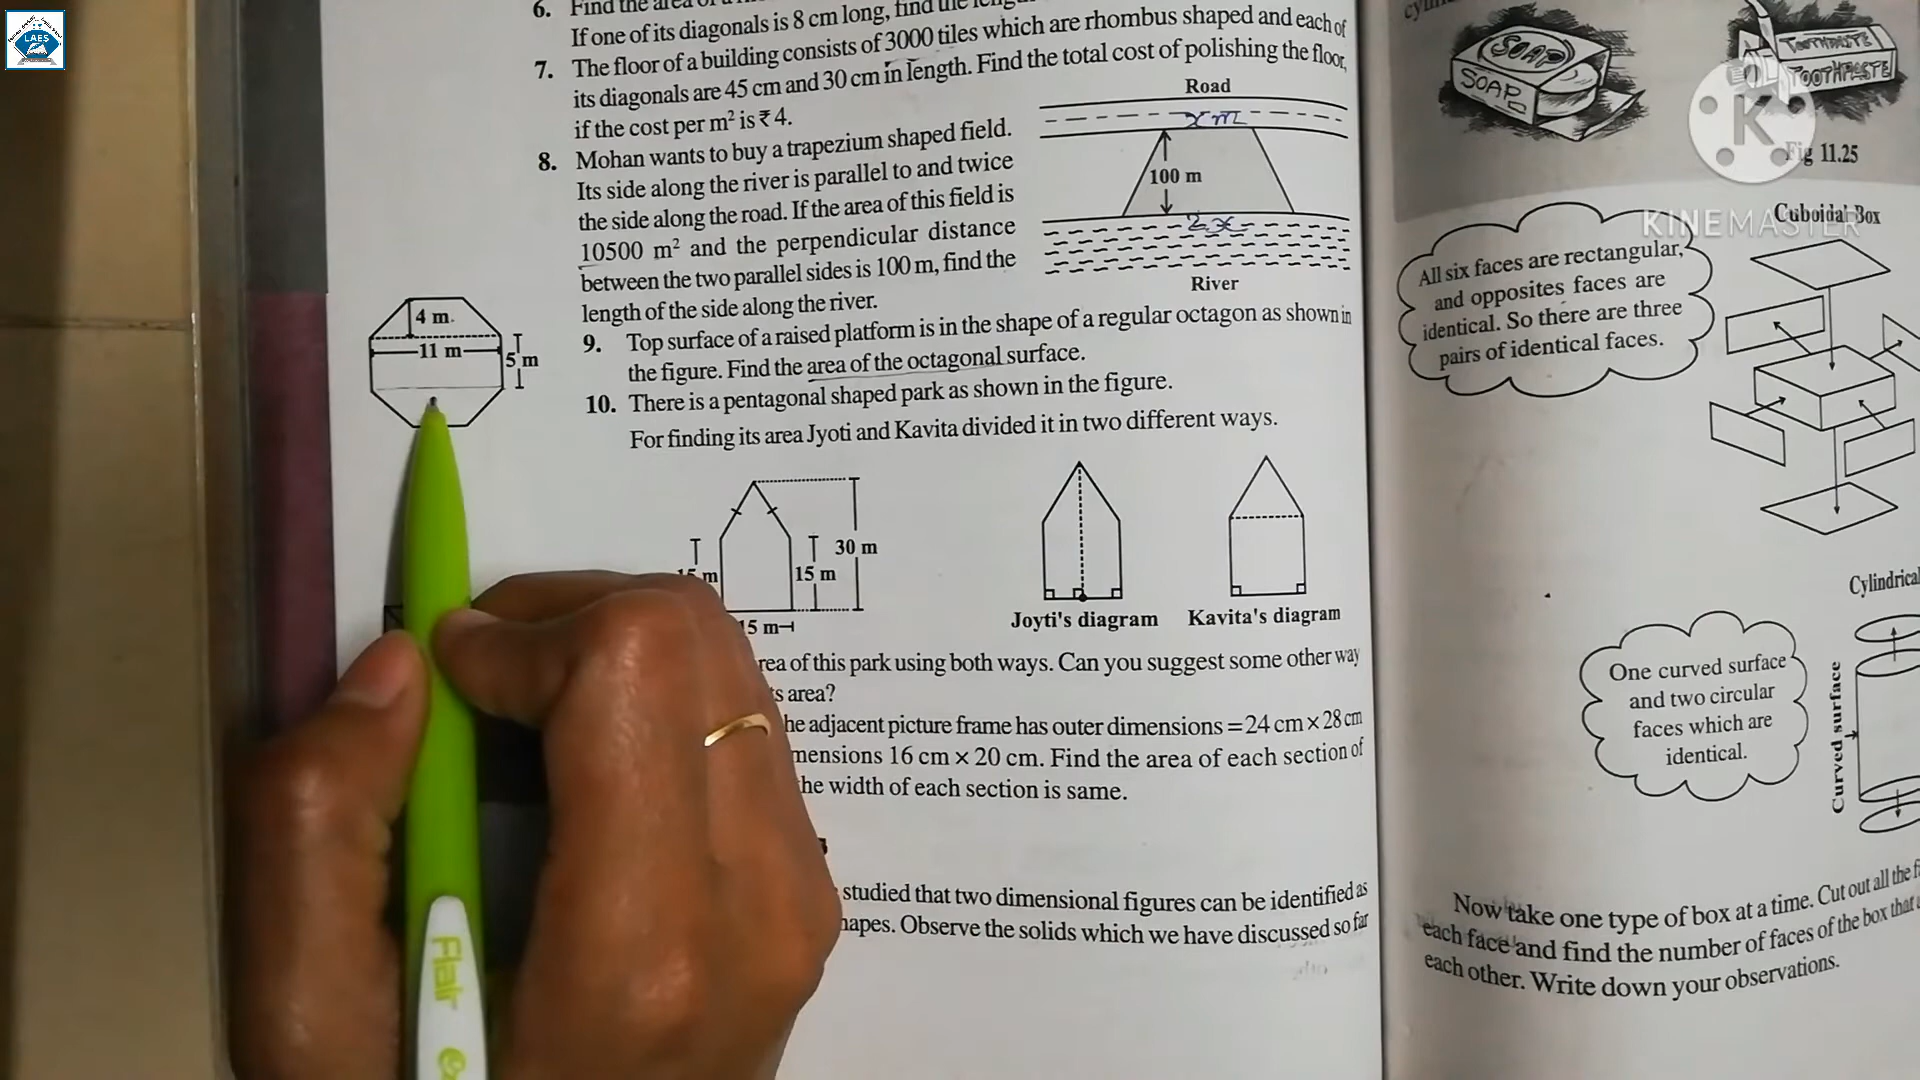 LAES
6. Find the area of a
If one of its diagonals is 8 cm long, find the
7. The floor of a building consists of 3000 tiles which are rhombus shaped and each of
its diagonals are 45 cm and 30 cm in length. Find the total cost of polishing the floor,
if the cost per m² is ₹ 4.
8. Mohan wants to buy a trapezium shaped field.
Its side along the river is parallel to and twice
the side along the road. If the area of this field is
10500 m² and the perpendicular distance
between the two parallel sides is 100 m, find the
length of the side along the river.
Road
x m
100 m
2x
River
9. Top surface of a raised platform is in the shape of a regular octagon as shown in
the figure. Find the area of the octagonal surface.
4 m
11 m
5 m
10. There is a pentagonal shaped park as shown in the figure.
For finding its area Jyoti and Kavita divided it in two different ways.
15 m
30 m
Joyti's diagram
Kavita's diagram
rea of this park using both ways. Can you suggest some other way
s area?
he adjacent picture frame has outer dimensions = 24 cm × 28 cm
mensions 16 cm × 20 cm. Find the area of each section of
he width of each section is same.
studied that two dimensional figures can be identified as
hapes. Observe the solids which we have discussed so far
Flair
SOAP
SOAP
TOOTHPASTE
TOOTHPASTE
K
Fig 11.25
KINEMASTER
Cuboidal Box
All six faces are rectangular,
and opposites faces are
identical. So there are three
pairs of identical faces.
Cylindrical
One curved surface
and two circular
faces which are
identical.
Curved surface
Now take one type of box at a time. Cut out all the
each face and find the number of faces of the box that
each other. Write down your observations.